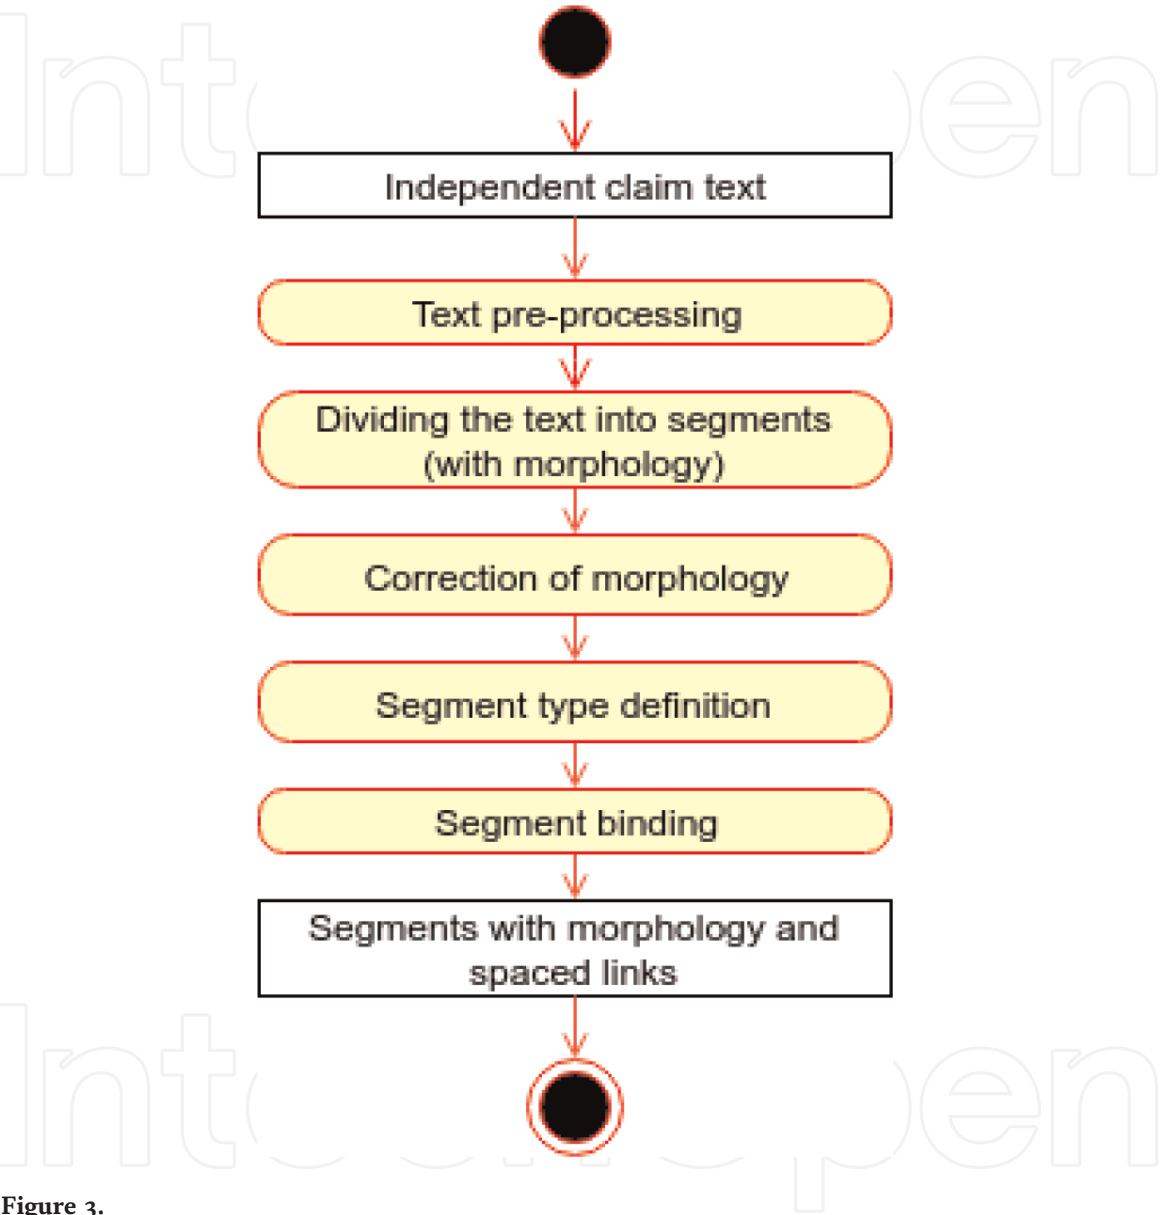 Independent claim text
Text pre-processing
Dividing the text into segments
(with morphology)
Correction of morphology
Segment type definition
Segment binding
Segments with morphology and
spaced links
Figure 3.